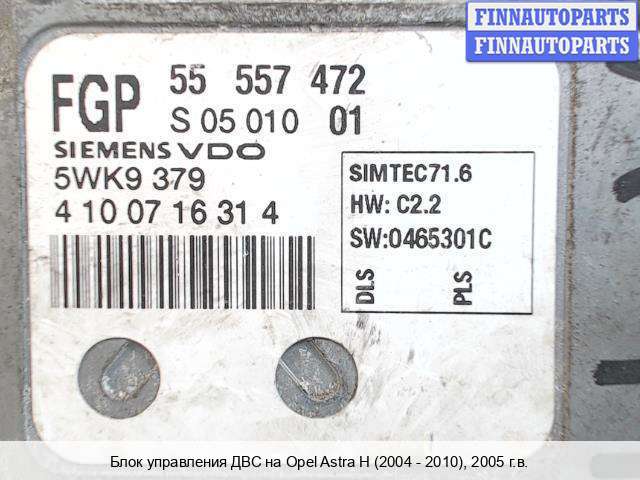 FINNAUTOPARTS
FINNAUTOPARTS
FGP 55 557 472
S 05 010 01
SIEMENS VDO
5WK9 379
4 10 07 16 31 4
SIMTEC71.6
HW: C2.2
SW:0465301C
DLS
PLS
Блок управления ДВС на Opel Astra H (2004 - 2010), 2005 г.в.